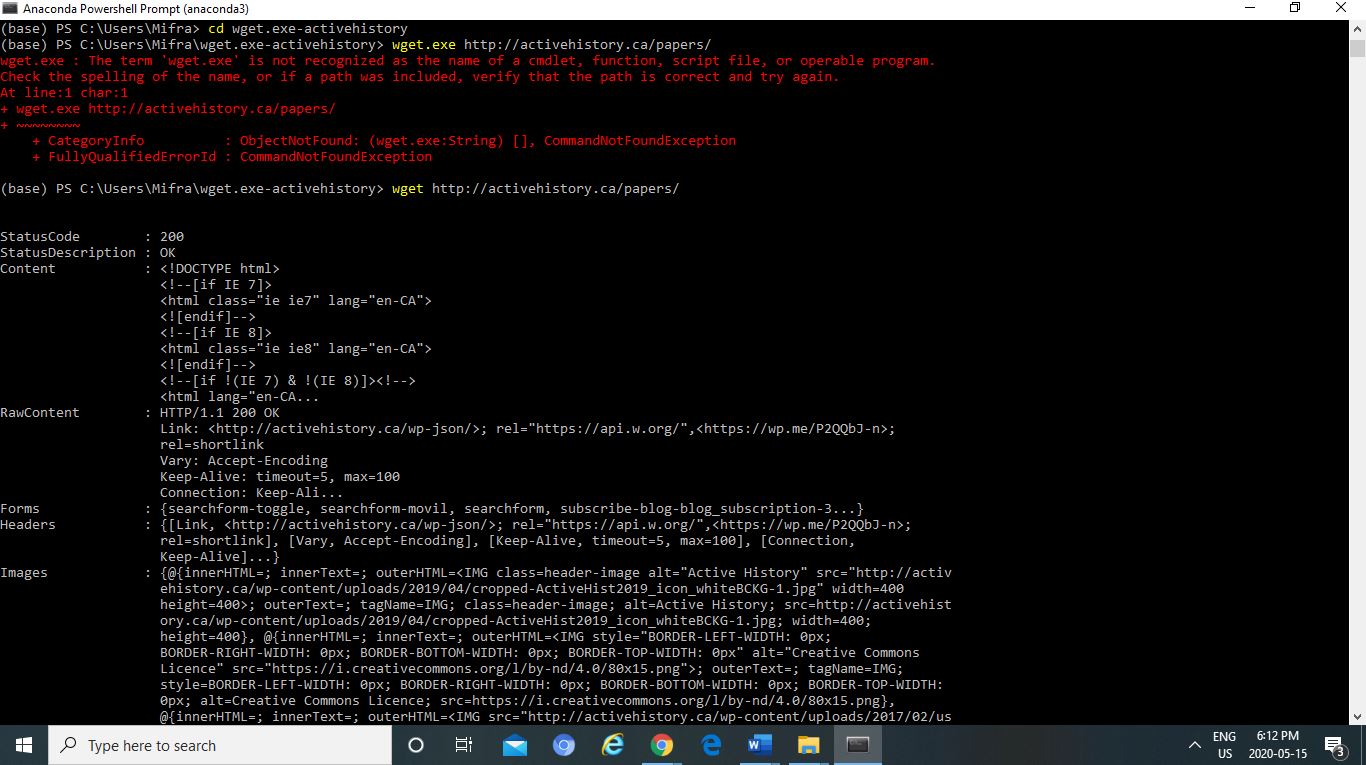 Anaconda Powershell Prompt (anaconda3)
(base) PS C:\Users\Mifra> cd wget.exe-activehistory
(base) PS C:\Users\Mifra\wget.exe-activehistory> wget.exe http://activehistory.ca/papers/
wget.exe : The term 'wget.exe' is not recognized as the name of a cmdlet, function, script file, or operable program.
Check the spelling of the name, or if a path was included, verify that the path is correct and try again.
At line:1 char:1
+ wget.exe http://activehistory.ca/papers/
+ ~~~~~~~~
    + CategoryInfo          : ObjectNotFound: (wget.exe:String) [], CommandNotFoundException
    + FullyQualifiedErrorId : CommandNotFoundException
(base) PS C:\Users\Mifra\wget.exe-activehistory> wget http://activehistory.ca/papers/
StatusCode        : 200
StatusDescription : OK
Content           : <!DOCTYPE html>
                    <!--[if IE 7]>
                    <html class="ie ie7" lang="en-CA">
                    <![endif]-->
                    <!--[if IE 8]>
                    <html class="ie ie8" lang="en-CA">
                    <![endif]-->
                    <!--[if !(IE 7) & !(IE 8)]><!-->
                    <html lang="en-CA...
RawContent        : HTTP/1.1 200 OK
                    Link: <http://activehistory.ca/wp-json/>; rel="https://api.w.org/",<https://wp.me/P2QQbJ-n>;
                    rel=shortlink
                    Vary: Accept-Encoding
                    Keep-Alive: timeout=5, max=100
                    Connection: Keep-Ali...
Forms             : {searchform-toggle, searchform-movil, searchform, subscribe-blog-blog_subscription-3...}
Headers           : {[Link, <http://activehistory.ca/wp-json/>; rel="https://api.w.org/",<https://wp.me/P2QQbJ-n>;
                    rel=shortlink], [Vary, Accept-Encoding], [Keep-Alive, timeout=5, max=100], [Connection,
                    Keep-Alive]...}
Images            : {@{innerHTML=; innerText=; outerHTML=<IMG class=header-image alt="Active History" src="http://activ
                    ehistory.ca/wp-content/uploads/2019/04/cropped-ActiveHist2019_icon_whiteBCKG-1.jpg" width=400
                    height=400>; outerText=; tagName=IMG; class=header-image; alt=Active History; src=http://activehist
                    ory.ca/wp-content/uploads/2019/04/cropped-ActiveHist2019_icon_whiteBCKG-1.jpg; width=400;
                    height=400}, @{innerHTML=; innerText=; outerHTML=<IMG style="BORDER-LEFT-WIDTH: 0px;
                    BORDER-RIGHT-WIDTH: 0px; BORDER-BOTTOM-WIDTH: 0px; BORDER-TOP-WIDTH: 0px" alt="Creative Commons
                    Licence" src="https://i.creativecommons.org/l/by-nd/4.0/80x15.png">; outerText=; tagName=IMG;
                    style=BORDER-LEFT-WIDTH: 0px; BORDER-RIGHT-WIDTH: 0px; BORDER-BOTTOM-WIDTH: 0px; BORDER-TOP-WIDTH:
                    0px; alt=Creative Commons Licence; src=https://i.creativecommons.org/l/by-nd/4.0/80x15.png},
                    @{innerHTML=; innerText=; outerHTML=<IMG src="http://activehistory.ca/wp-content/uploads/2017/02/us
Type here to search
ENG
US
6:12 PM
2020-05-15
3